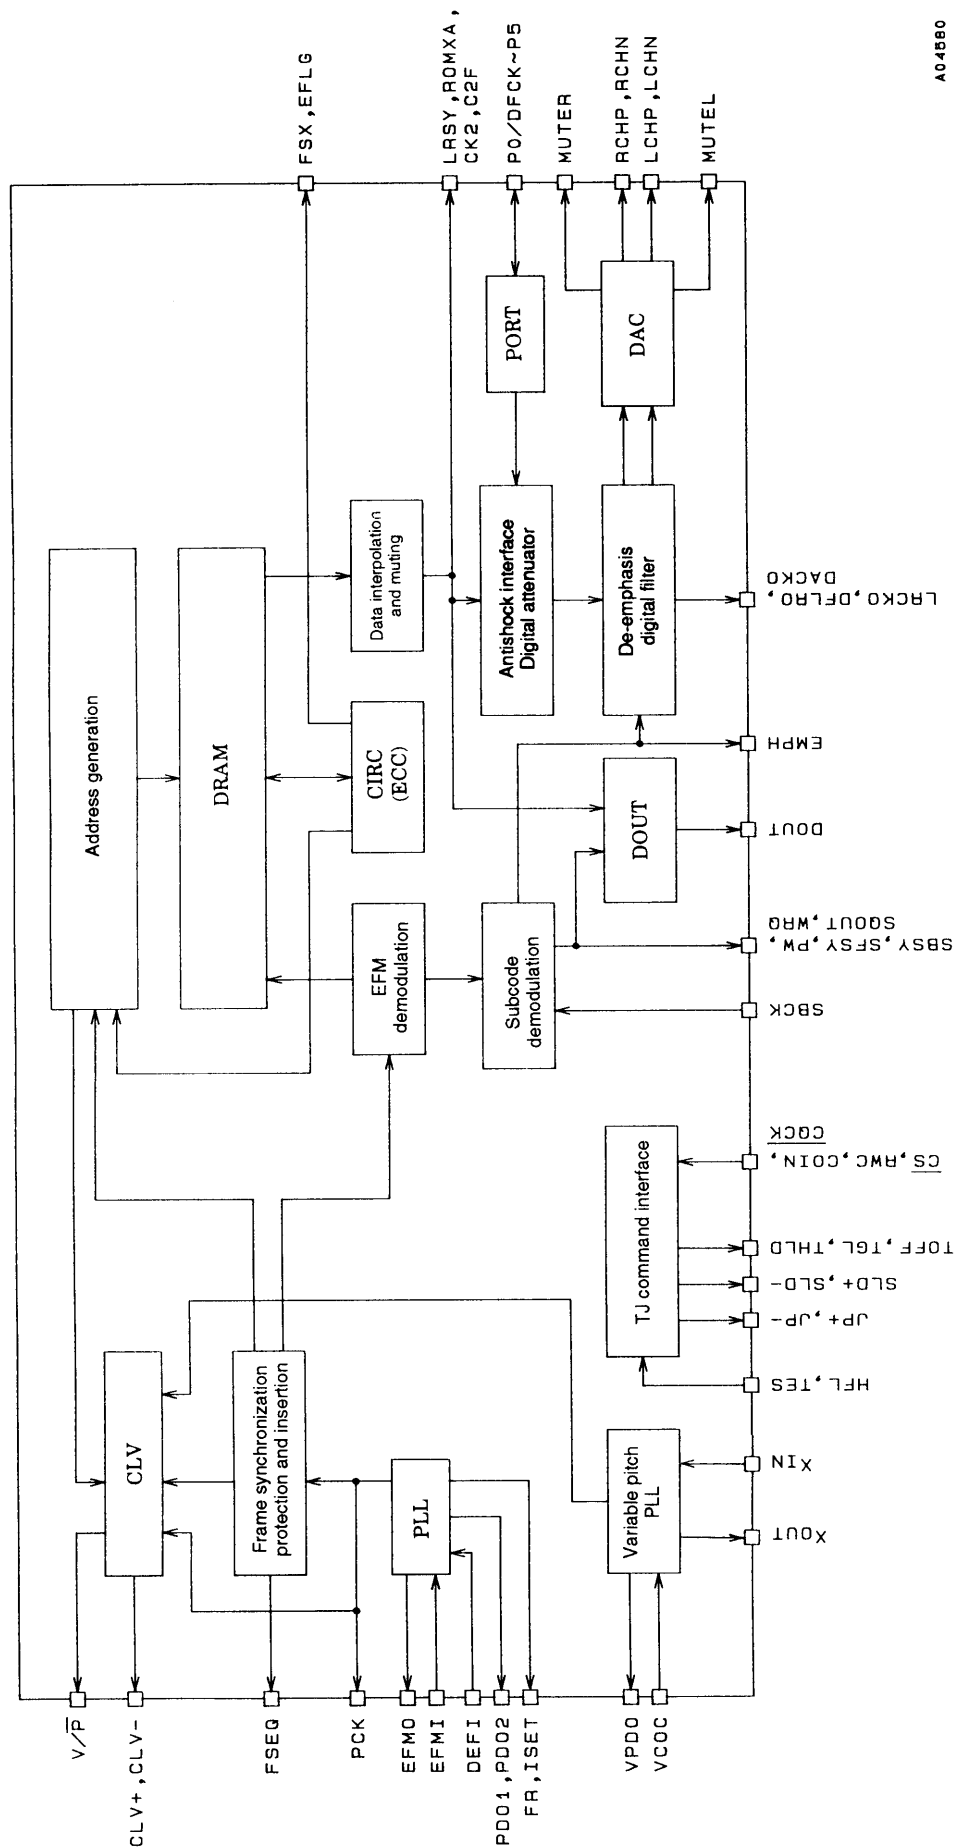 A04580
FSX,EFLG
LRSY,ROMXA,
CK2,C2F
P0/DFCK~P5
MUTER
RCHP,RCHN
LCHP,LCHN
MUTEL
Address generation
DRAM
Data interpolation
and muting
CIRC
(ECC)
EFM
demodulation
PORT
DAC
Antishock interface
Digital attenuator
De-emphasis
digital filter
Subcode
demodulation
DOUT
LRCKO,DFLRO,
DACKO
EMPH
DOUT
SBSY,SFSY,PW,
SQOUT,WRQ
SBCK
CS,RWC,COIN,
CQCK
TOFF,TGL,THLD
SLD+,SLD-
JP+,JP-
HFL,TES
XIN
XOUT
TJ command interface
Variable pitch
PLL
CLV
Frame synchronization
protection and insertion
PLL
V/P
CLV+,CLV-
FSEQ
PCK
EFMO
EFMI
DEFI
PDO1,PDO2
FR,ISET
VPDO
VCOC